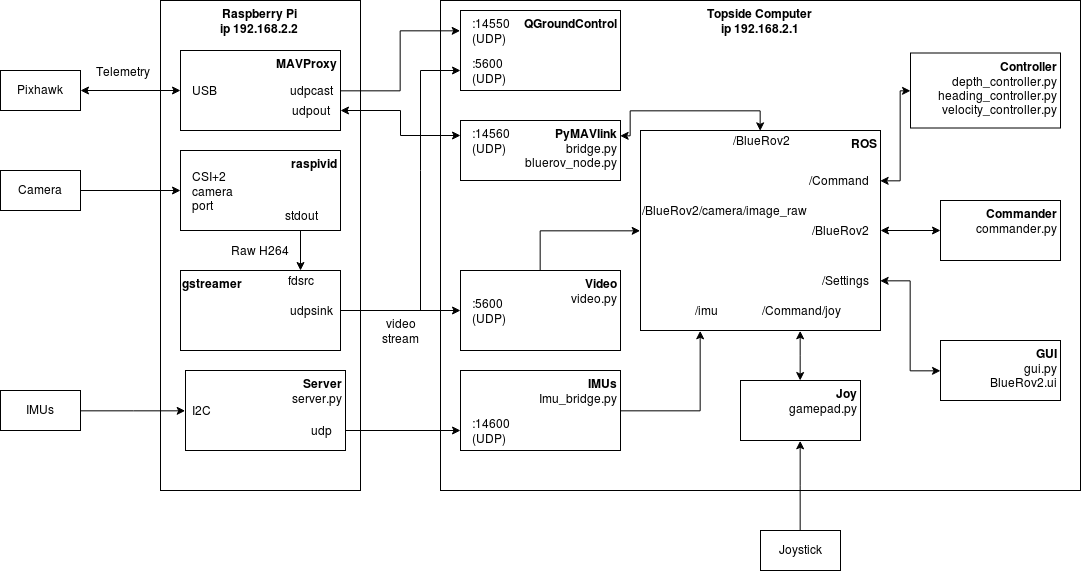 Raspberry Pi
ip 192.168.2.2
Topside Computer
ip 192.168.2.1
Pixhawk
Telemetry
MAVProxy
USB
udpcast
udpout
:14550
(UDP)
QGroundControl
:5600
(UDP)
:14560
(UDP)
PyMAVlink
bridge.py
bluerov_node.py
Controller
depth_controller.py
heading_controller.py
velocity_controller.py
/BlueRov2
ROS
/Command
/BlueRov2/camera/image_raw
/BlueRov2
/Settings
/imu
/Command/joy
Camera
raspivid
CSI+2
camera
port
stdout
Raw H264
Commander
commander.py
gstreamer
fdsrc
udpsink
video
stream
Video
video.py
:5600
(UDP)
GUI
gui.py
BlueRov2.ui
IMUs
Server
server.py
I2C
udp
IMUs
Imu_bridge.py
:14600
(UDP)
Joy
gamepad.py
Joystick